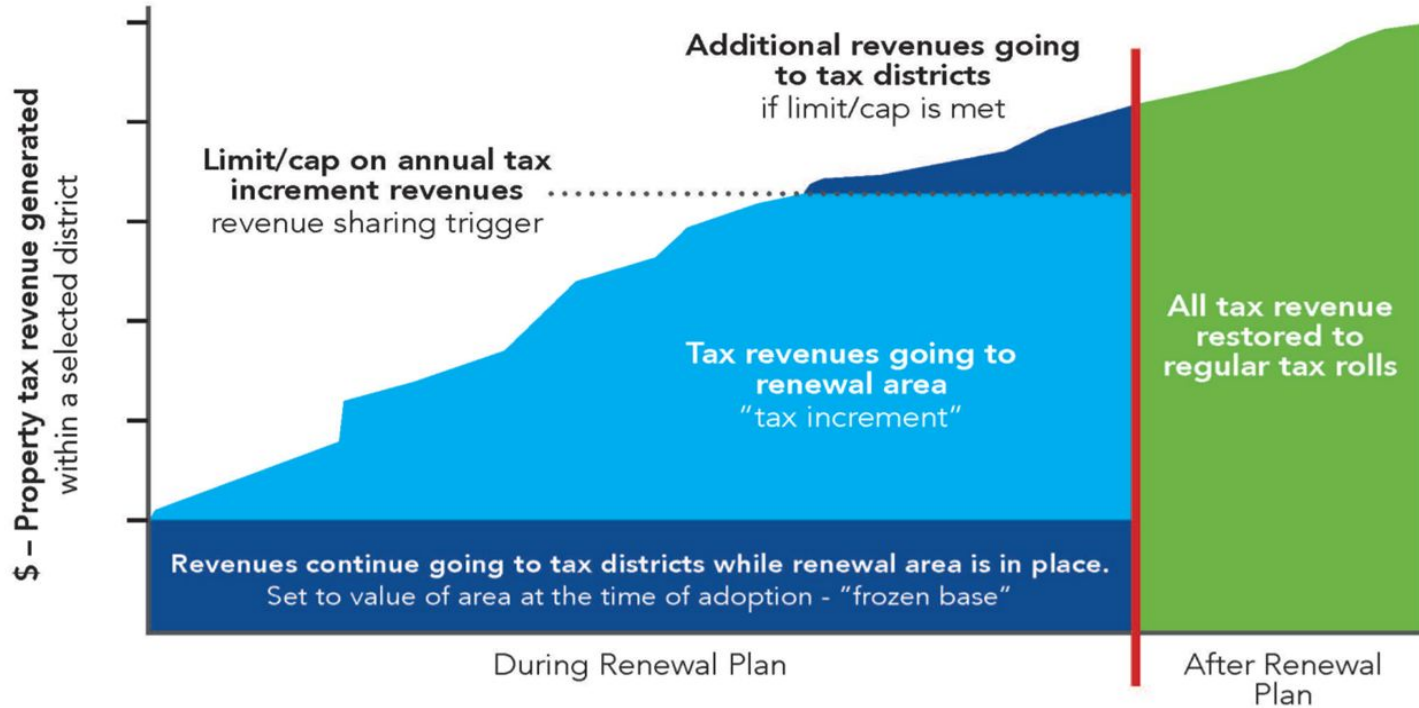 $ – Property tax revenue generated
within a selected district
Additional revenues going
to tax districts
if limit/cap is met
Limit/cap on annual tax
increment revenues
revenue sharing trigger
Tax revenues going to
renewal area
“tax increment”
All tax revenue
restored to
regular tax rolls
Revenues continue going to tax districts while renewal area is in place.
Set to value of area at the time of adoption - “frozen base”
During Renewal Plan
After Renewal
Plan